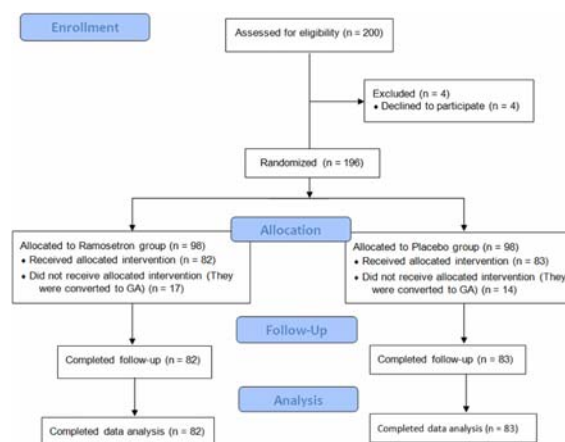 Enrollment
Assessed for eligibility (n = 200)
Excluded (n = 4)
♦ Declined to participate (n = 4)
Randomized (n = 196)
Allocation
Allocated to Ramosetron group (n = 98)
♦ Received allocated intervention (n = 82)
♦ Did not receive allocated intervention (They
were converted to GA) (n = 17)
Allocated to Placebo group (n = 98)
♦ Received allocated intervention (n = 83)
♦ Did not receive allocated intervention (They
were converted to GA) (n = 14)
Follow-Up
Completed follow-up (n = 82)
Completed follow-up (n = 83)
Analysis
Completed data analysis (n = 82)
Completed data analysis (n = 83)